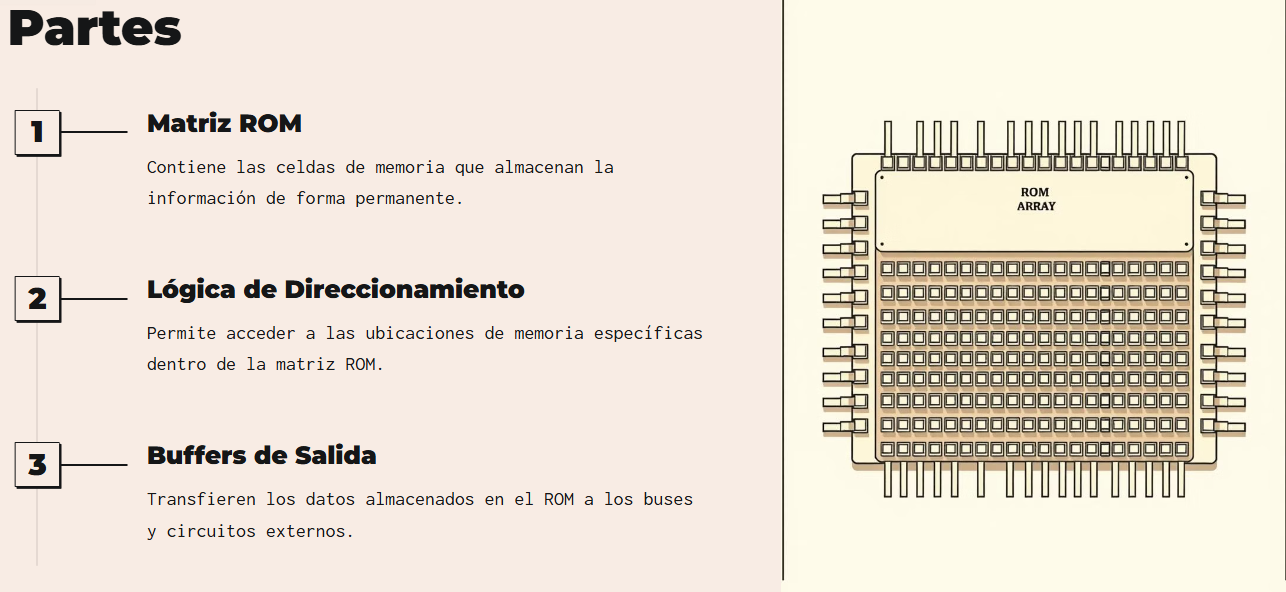 Partes
1
Matriz ROM
Contiene las celdas de memoria que almacenan la
información de forma permanente.
2
Lógica de Direccionamiento
Permite acceder a las ubicaciones de memoria específicas
dentro de la matriz ROM.
3
Buffers de Salida
Transfieren los datos almacenados en el ROM a los buses
y circuitos externos.
ROM
ARRAY